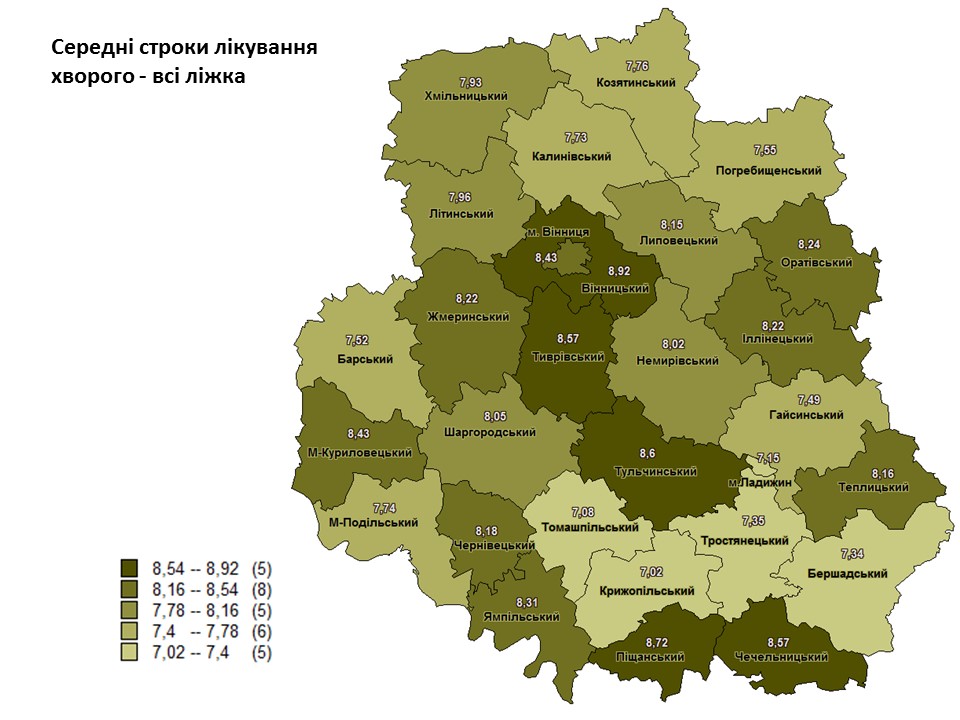 Середні строки лікування
хворого - всі ліжка
7,76
Козятинський
7,93
Хмільницький
7,73
Калинівський
7,55
Погребищенський
7,96
Літинський
8,15
Липовецький
м. Вінниця
8,43
8,92
Вінницький
8,24
Оратівський
8,22
Жмеринський
8,57
Тиврівський
8,02
Немирівський
8,22
Іллінецький
7,52
Барський
7,49
Гайсинський
8,05
Шаргородський
8,43
М-Куриловецький
8,6
Тульчинський
7,15
м.Ладижин
8,16
Теплицький
7,74
М-Подільський
7,08
Томашпільський
7,35
Тростянецький
8,18
Чернівецький
7,34
Бершадський
7,02
Крижопільський
8,31
Ямпільський
8,72
Піщанський
8,57
Чечельницький
8,54 -- 8,92 (5)
8,16 -- 8,54 (8)
7,78 -- 8,16 (5)
7,4 -- 7,78 (6)
7,02 -- 7,4 (5)